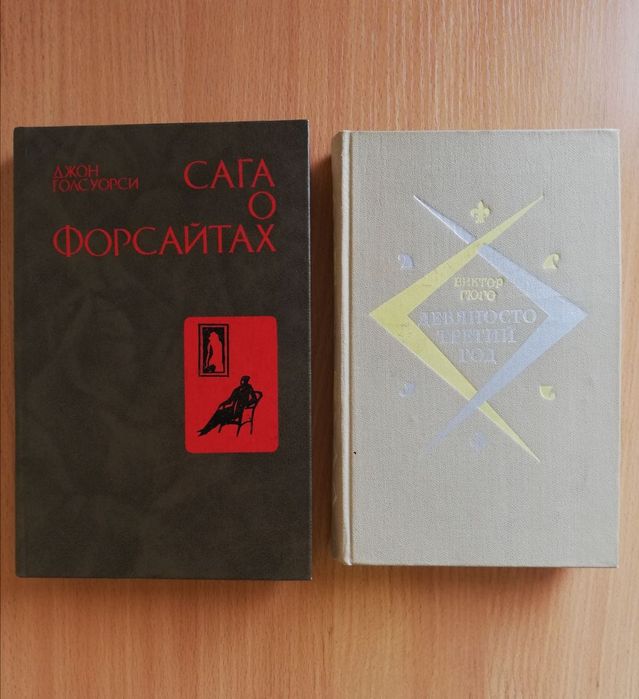 ДЖОН
ГОЛСУОРСИ
САГА
О
ФОРСАЙТАХ
ВИКТОР
ГЮГО
ДЕВЯНОСТО
ТРЕТИЙ
ГОД